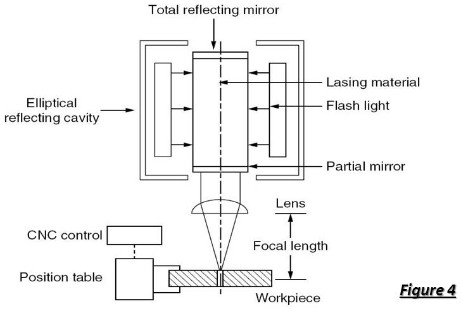 Total reflecting mirror
Lasing material
Flash light
Elliptical
reflecting cavity
Partial mirror
Lens
CNC control
Focal length
Position table
Workpiece
Figure 4